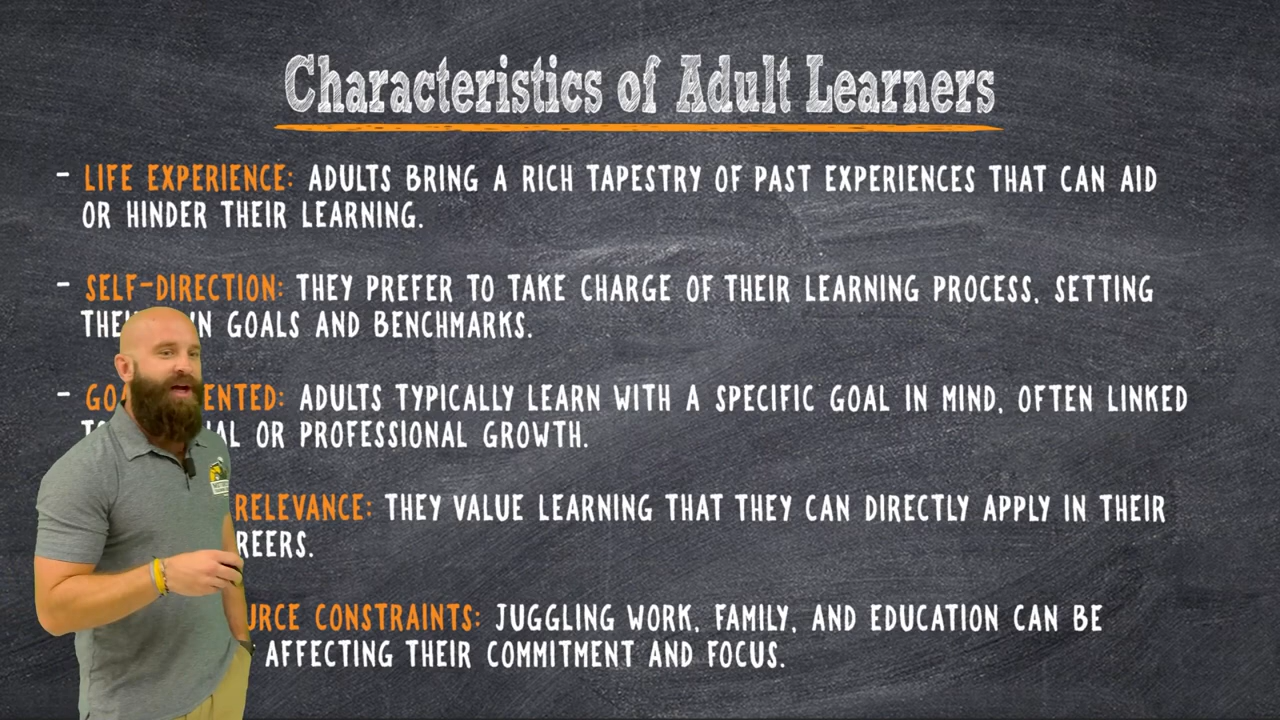 Characteristics of Adult Learners
- LIFE EXPERIENCE: ADULTS BRING A RICH TAPESTRY OF PAST EXPERIENCES THAT CAN AID
OR HINDER THEIR LEARNING.
- SELF-DIRECTION: THEY PREFER TO TAKE CHARGE OF THEIR LEARNING PROCESS, SETTING
GOALS AND BENCHMARKS.
- ADULTS TYPICALLY LEARN WITH A SPECIFIC GOAL IN MIND, OFTEN LINKED
OR PROFESSIONAL GROWTH.
RELEVANCE: THEY VALUE LEARNING THAT THEY CAN DIRECTLY APPLY IN THEIR
CONSTRAINTS: JUGGLING WORK, FAMILY, AND EDUCATION CAN BE
AFFECTING THEIR COMMITMENT AND FOCUS.